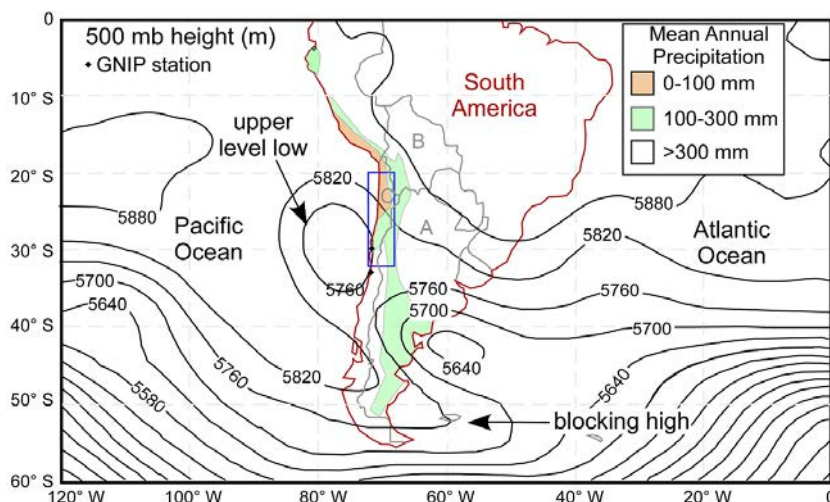 500 mb height (m)
GNIP station
South
America
Mean Annual
Precipitation
0-100 mm
100-300 mm
>300 mm
upper
level low
B
C
A
Pacific
Ocean
Atlantic
Ocean
blocking high
5880
5820
5880
5820
5760
5760
5760
5700
5700
5700
5640
5640
5640
5760
5820
5580
0
10° S
20° S
30° S
40° S
50° S
60° S
120° W
100° W
80° W
60° W
40° W
20° W
0